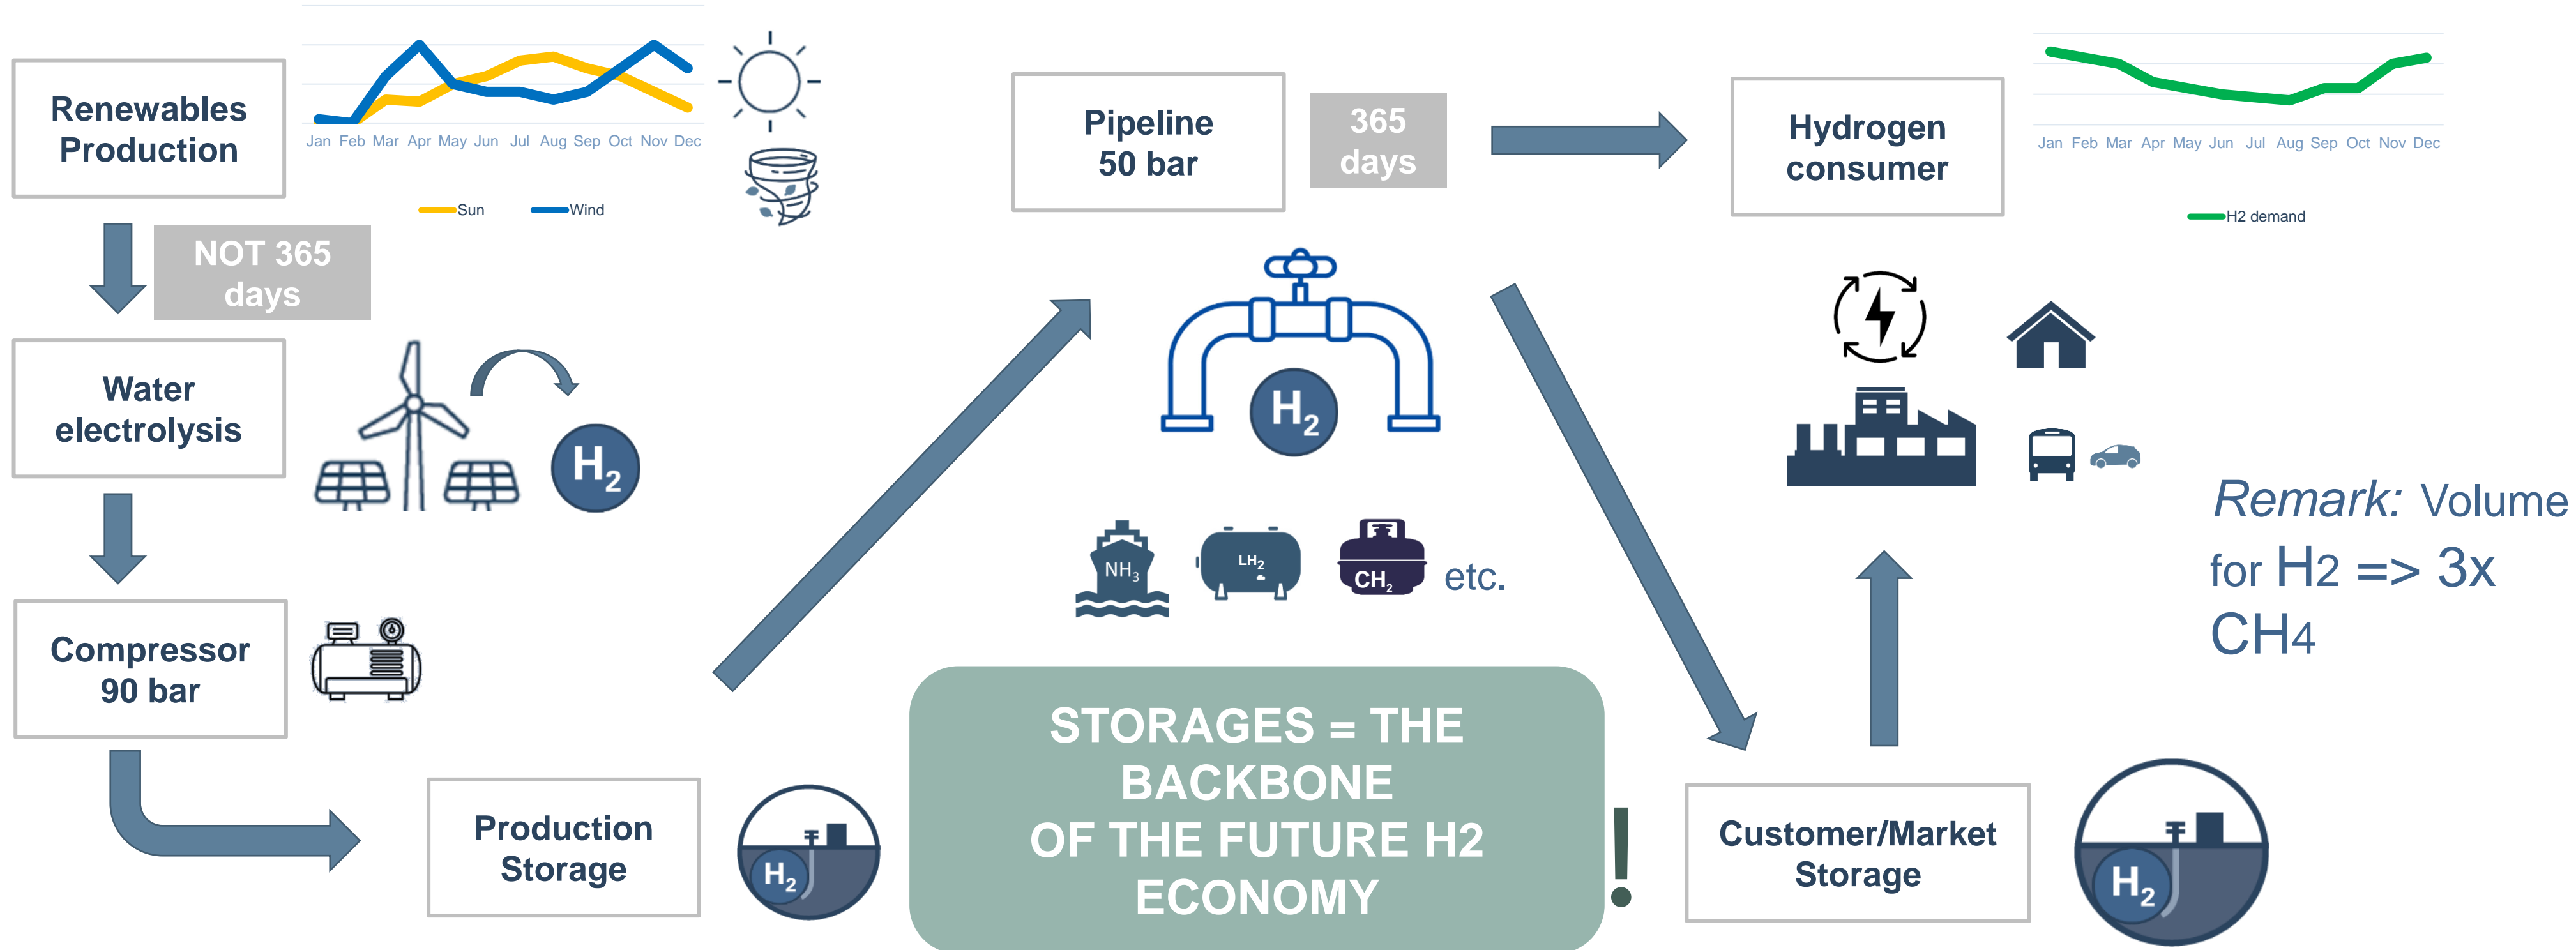 Renewables
Production
Jan Feb Mar Apr May Jun Jul Aug Sep Oct Nov Dec
Sun Wind
NOT 365
days
Water
electrolysis
H2
Compressor
90 bar
Production
Storage
H2
Pipeline
50 bar
365
days
H2
NH3
LH2
CH2
etc.
STORAGES = THE
BACKBONE
OF THE FUTURE H2
ECONOMY
!
Hydrogen
consumer
Jan Feb Mar Apr May Jun Jul Aug Sep Oct Nov Dec
H2 demand
Remark: Volume
for H2 => 3x
CH4
Customer/Market
Storage
H2